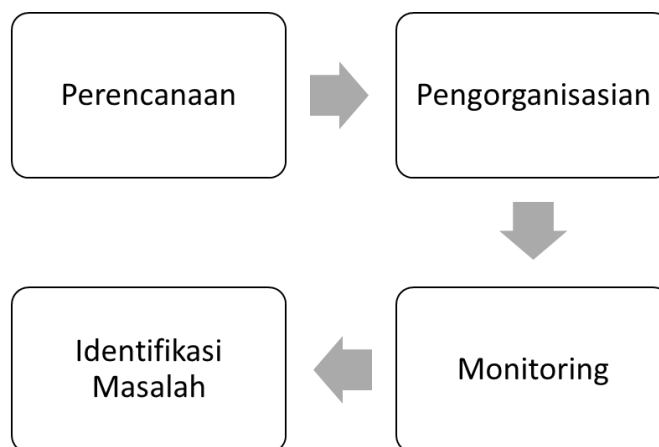 Perencanaan
Pengorganisasian
Identifikasi
Masalah
Monitoring